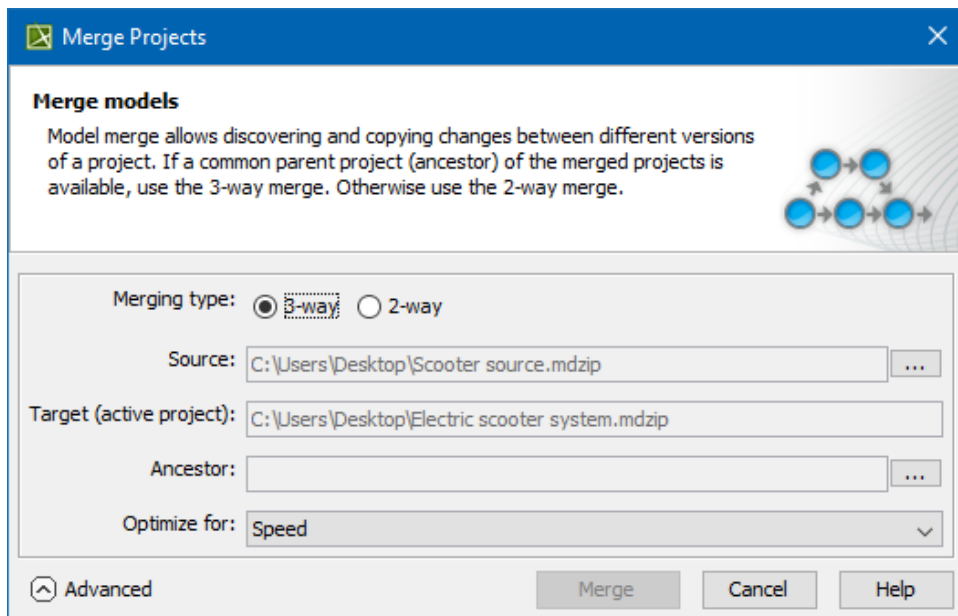 Merge Projects
Merge models
Model merge allows discovering and copying changes between different versions
of a project. If a common parent project (ancestor) of the merged projects is
available, use the 3-way merge. Otherwise use the 2-way merge.
Merging type: 3-way 2-way
Source: C:\Users\Desktop\Scooter source.mdzip ...
Target (active project): C:\Users\Desktop\Electric scooter system.mdzip
Ancestor: ...
Optimize for: Speed
Advanced Merge Cancel Help